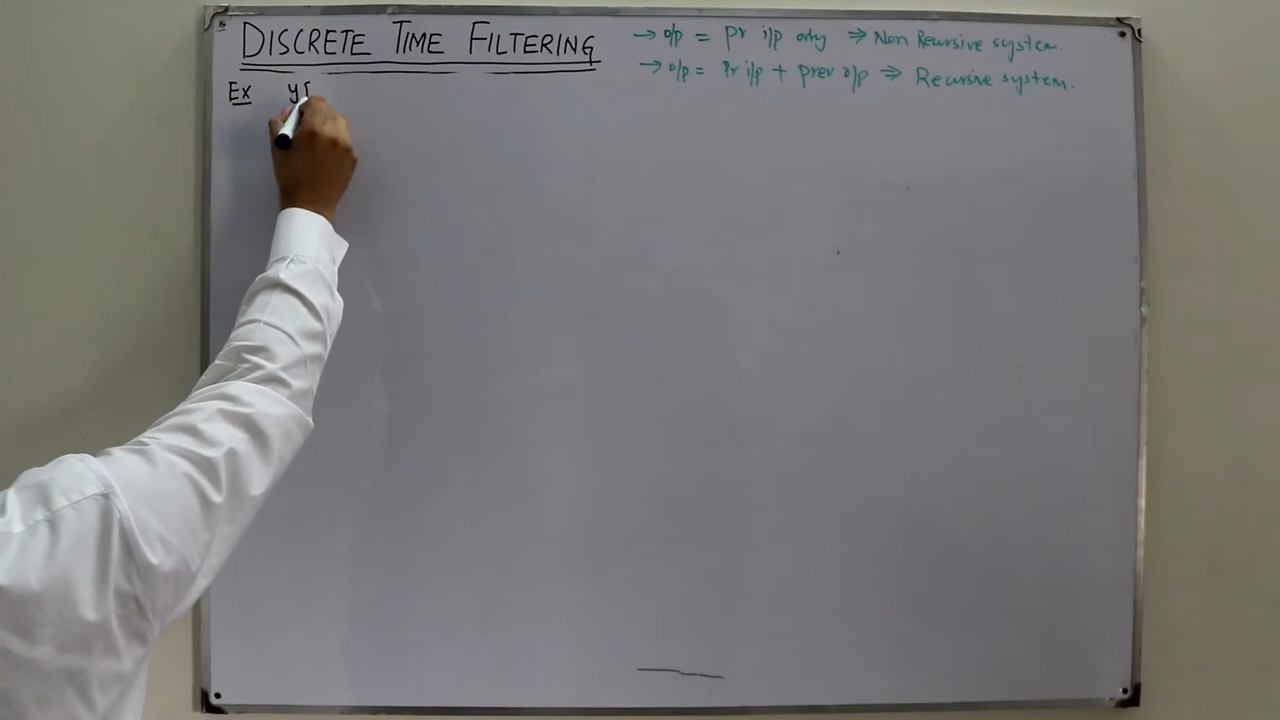 DISCRETE TIME FILTERING
→ o/p = Pr i/p only ⇒ Non Recursive system.
→ o/p = Pr i/p + prev o/p ⇒ Recursive system.
Ex y[